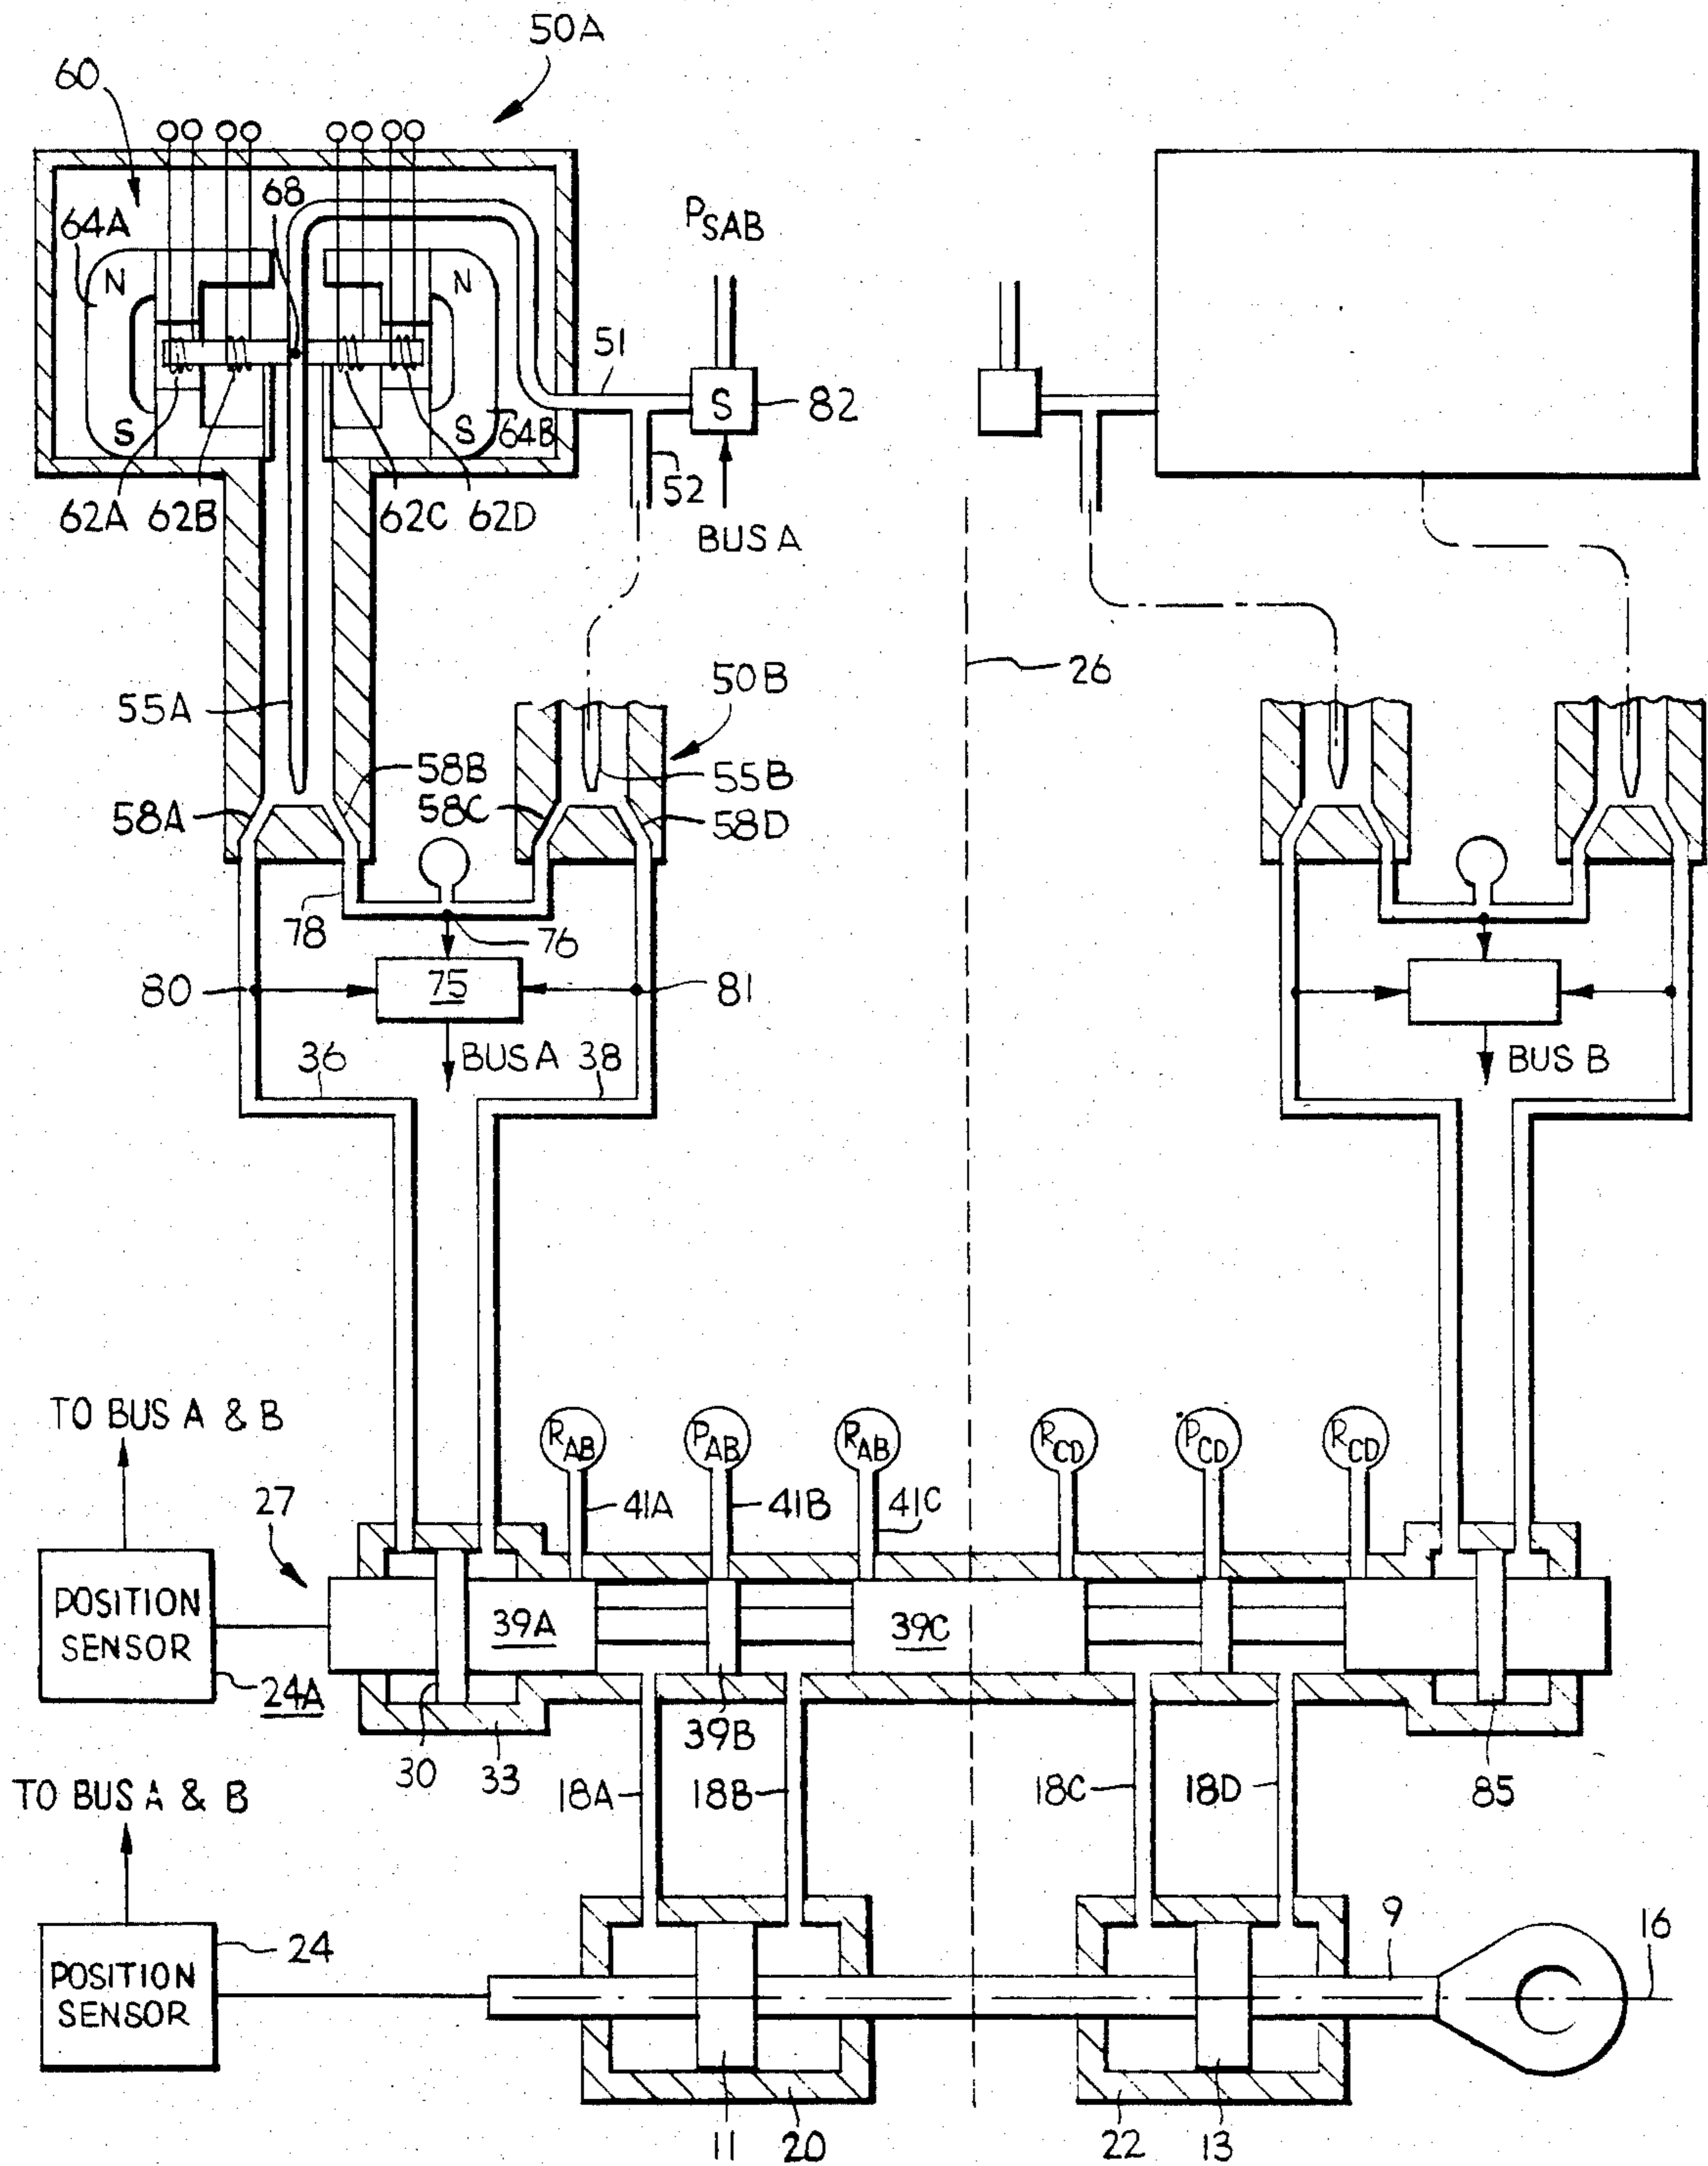 50A
60
68
64A
N
N
PSAB
S
S
64B
51
S
82
52
62A 62B
62C 62D
BUS A
26
55A
50B
55B
58B
58C
58A
58D
78
76
80
75
81
36
BUS A
38
BUS B
TO BUS A & B
RAB
PAB
RAB
RCD
PCD
RCD
27
41A
41B
41C
POSITION
SENSOR
39A
39C
24A
39B
30
33
18A
18B
18C
18D
85
TO BUS A & B
9
16
24
POSITION
SENSOR
11
20
22
13